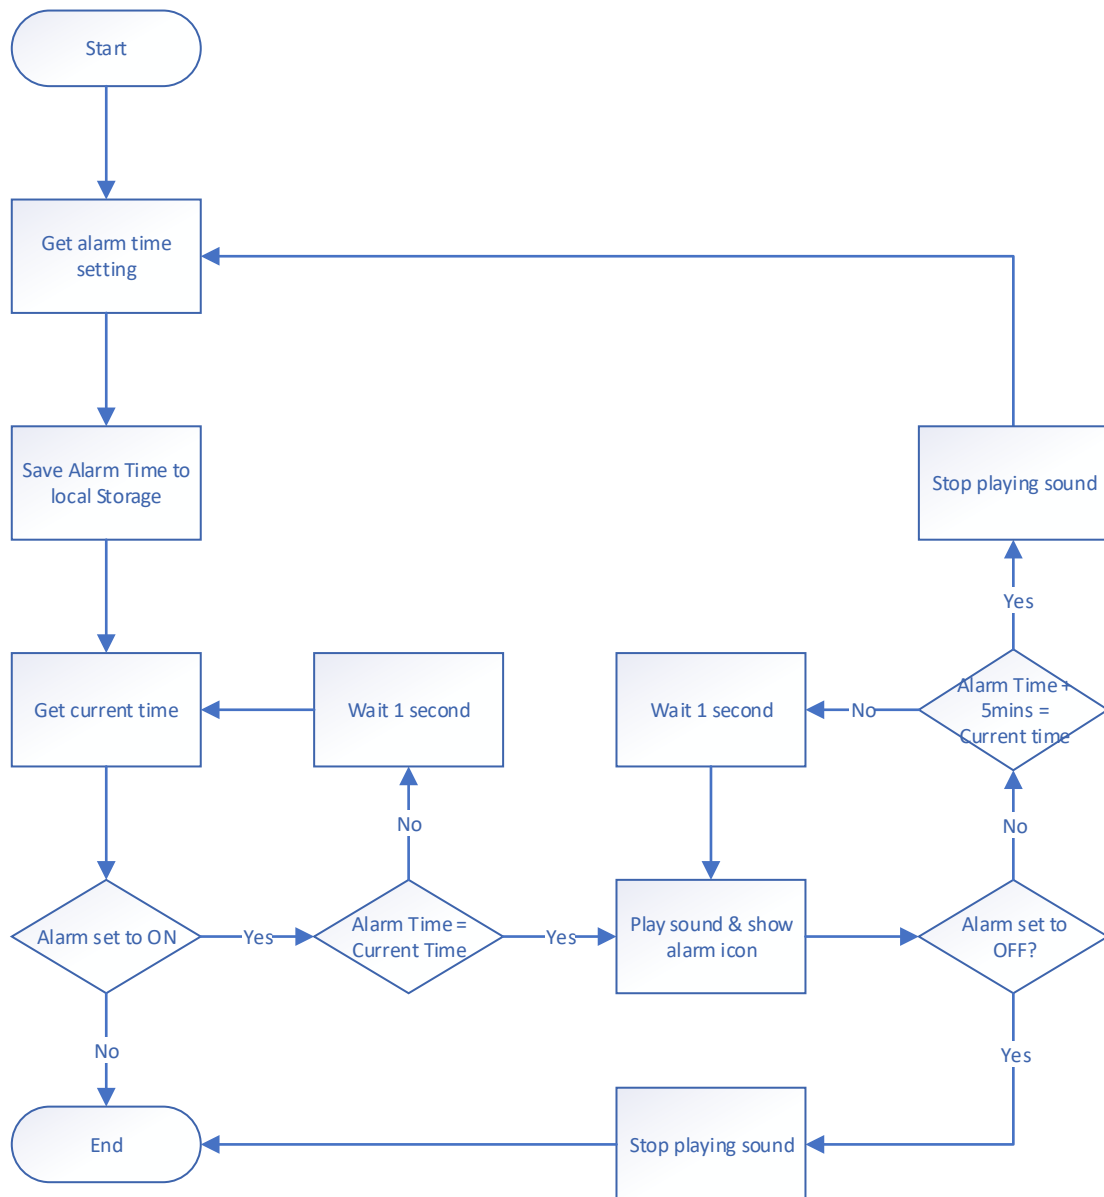 Start
Get alarm time
setting
Save Alarm Time to
local Storage
Stop playing sound
Yes
Get current time
Wait 1 second
Wait 1 second
No
Alarm Time +
5mins =
Current time
No
No
Alarm set to ON
Yes
Alarm Time =
Current Time
Yes
Play sound & show
alarm icon
Alarm set to
OFF?
No
Yes
End
Stop playing sound